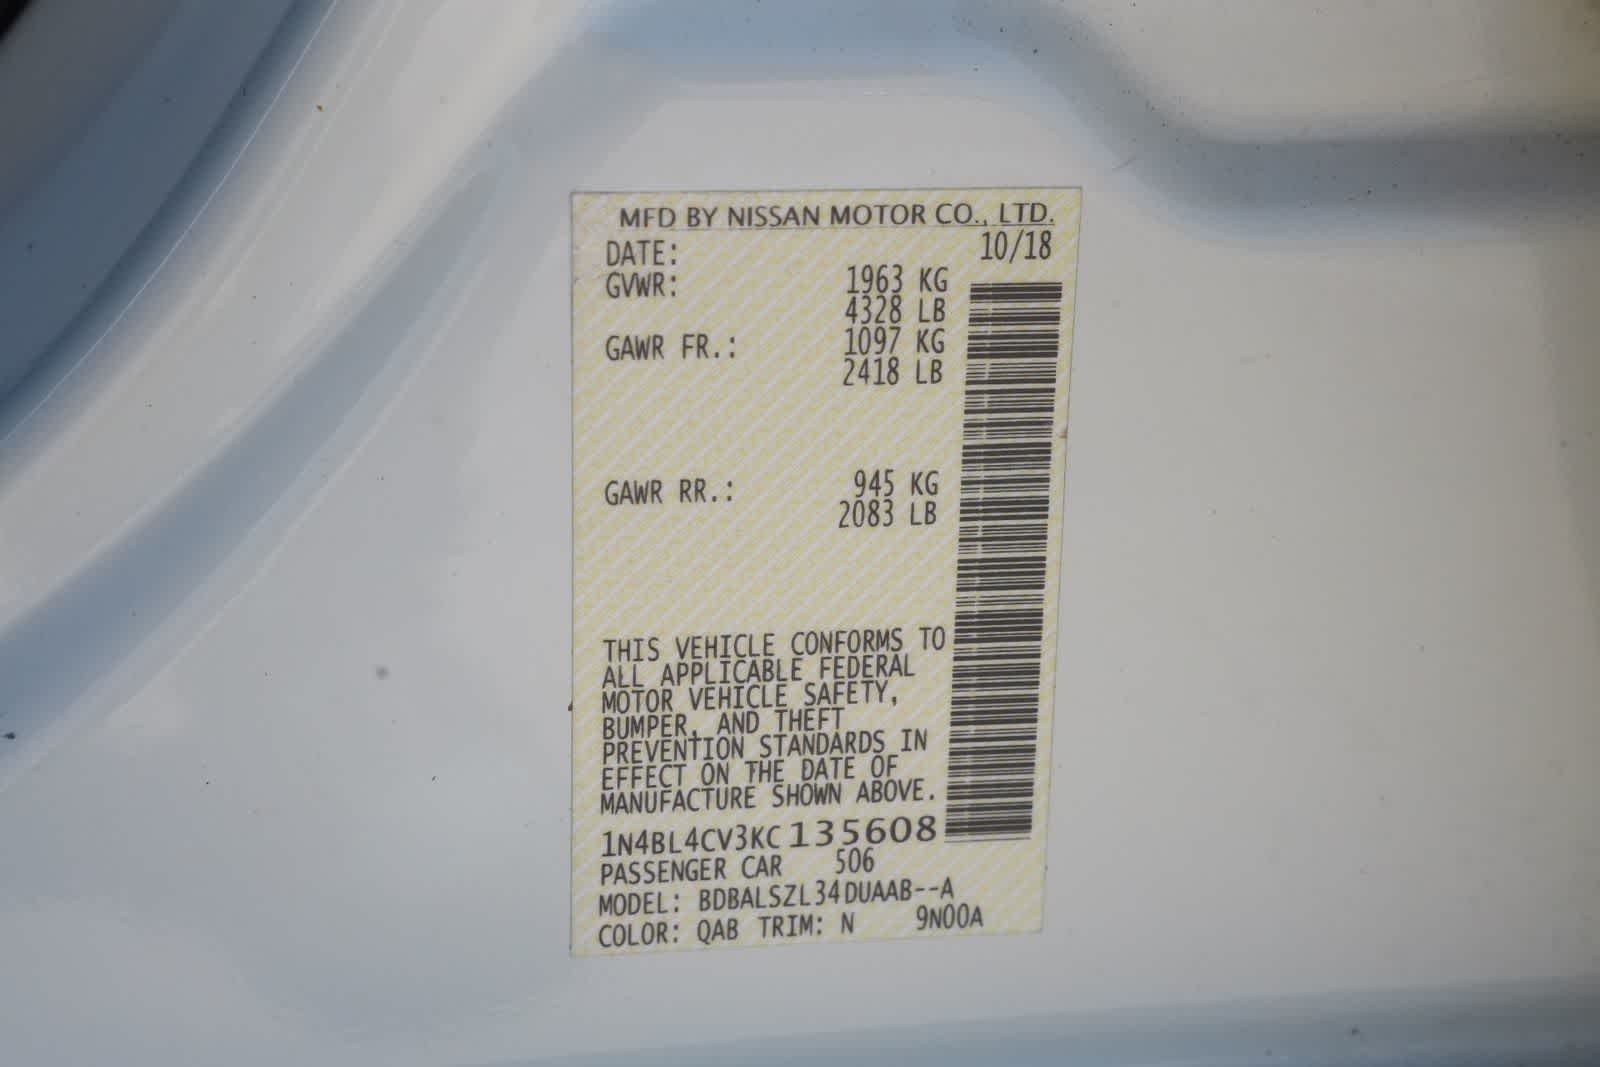 MFD BY NISSAN MOTOR CO., LTD.
DATE: 10/18
GVWR: 1963 KG
4328 LB
GAWR FR.: 1097 KG
2418 LB
GAWR RR.: 945 KG
2083 LB
THIS VEHICLE CONFORMS TO
ALL APPLICABLE FEDERAL
MOTOR VEHICLE SAFETY,
BUMPER, AND THEFT
PREVENTION STANDARDS IN
EFFECT ON THE DATE OF
MANUFACTURE SHOWN ABOVE.
1N4BL4CV3KC135608
PASSENGER CAR 506
MODEL: BDBALSZL34DUAAB--A
COLOR: QAB TRIM: N 9N00A